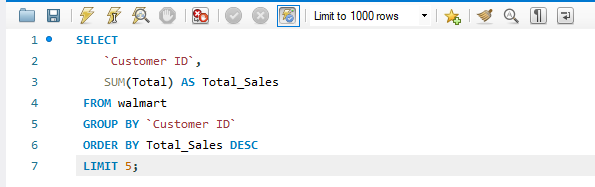 Limit to 1000 rows
1 SELECT
2 `Customer ID`,
3 SUM(Total) AS Total_Sales
4 FROM walmart
5 GROUP BY `Customer ID`
6 ORDER BY Total_Sales DESC
7 LIMIT 5;